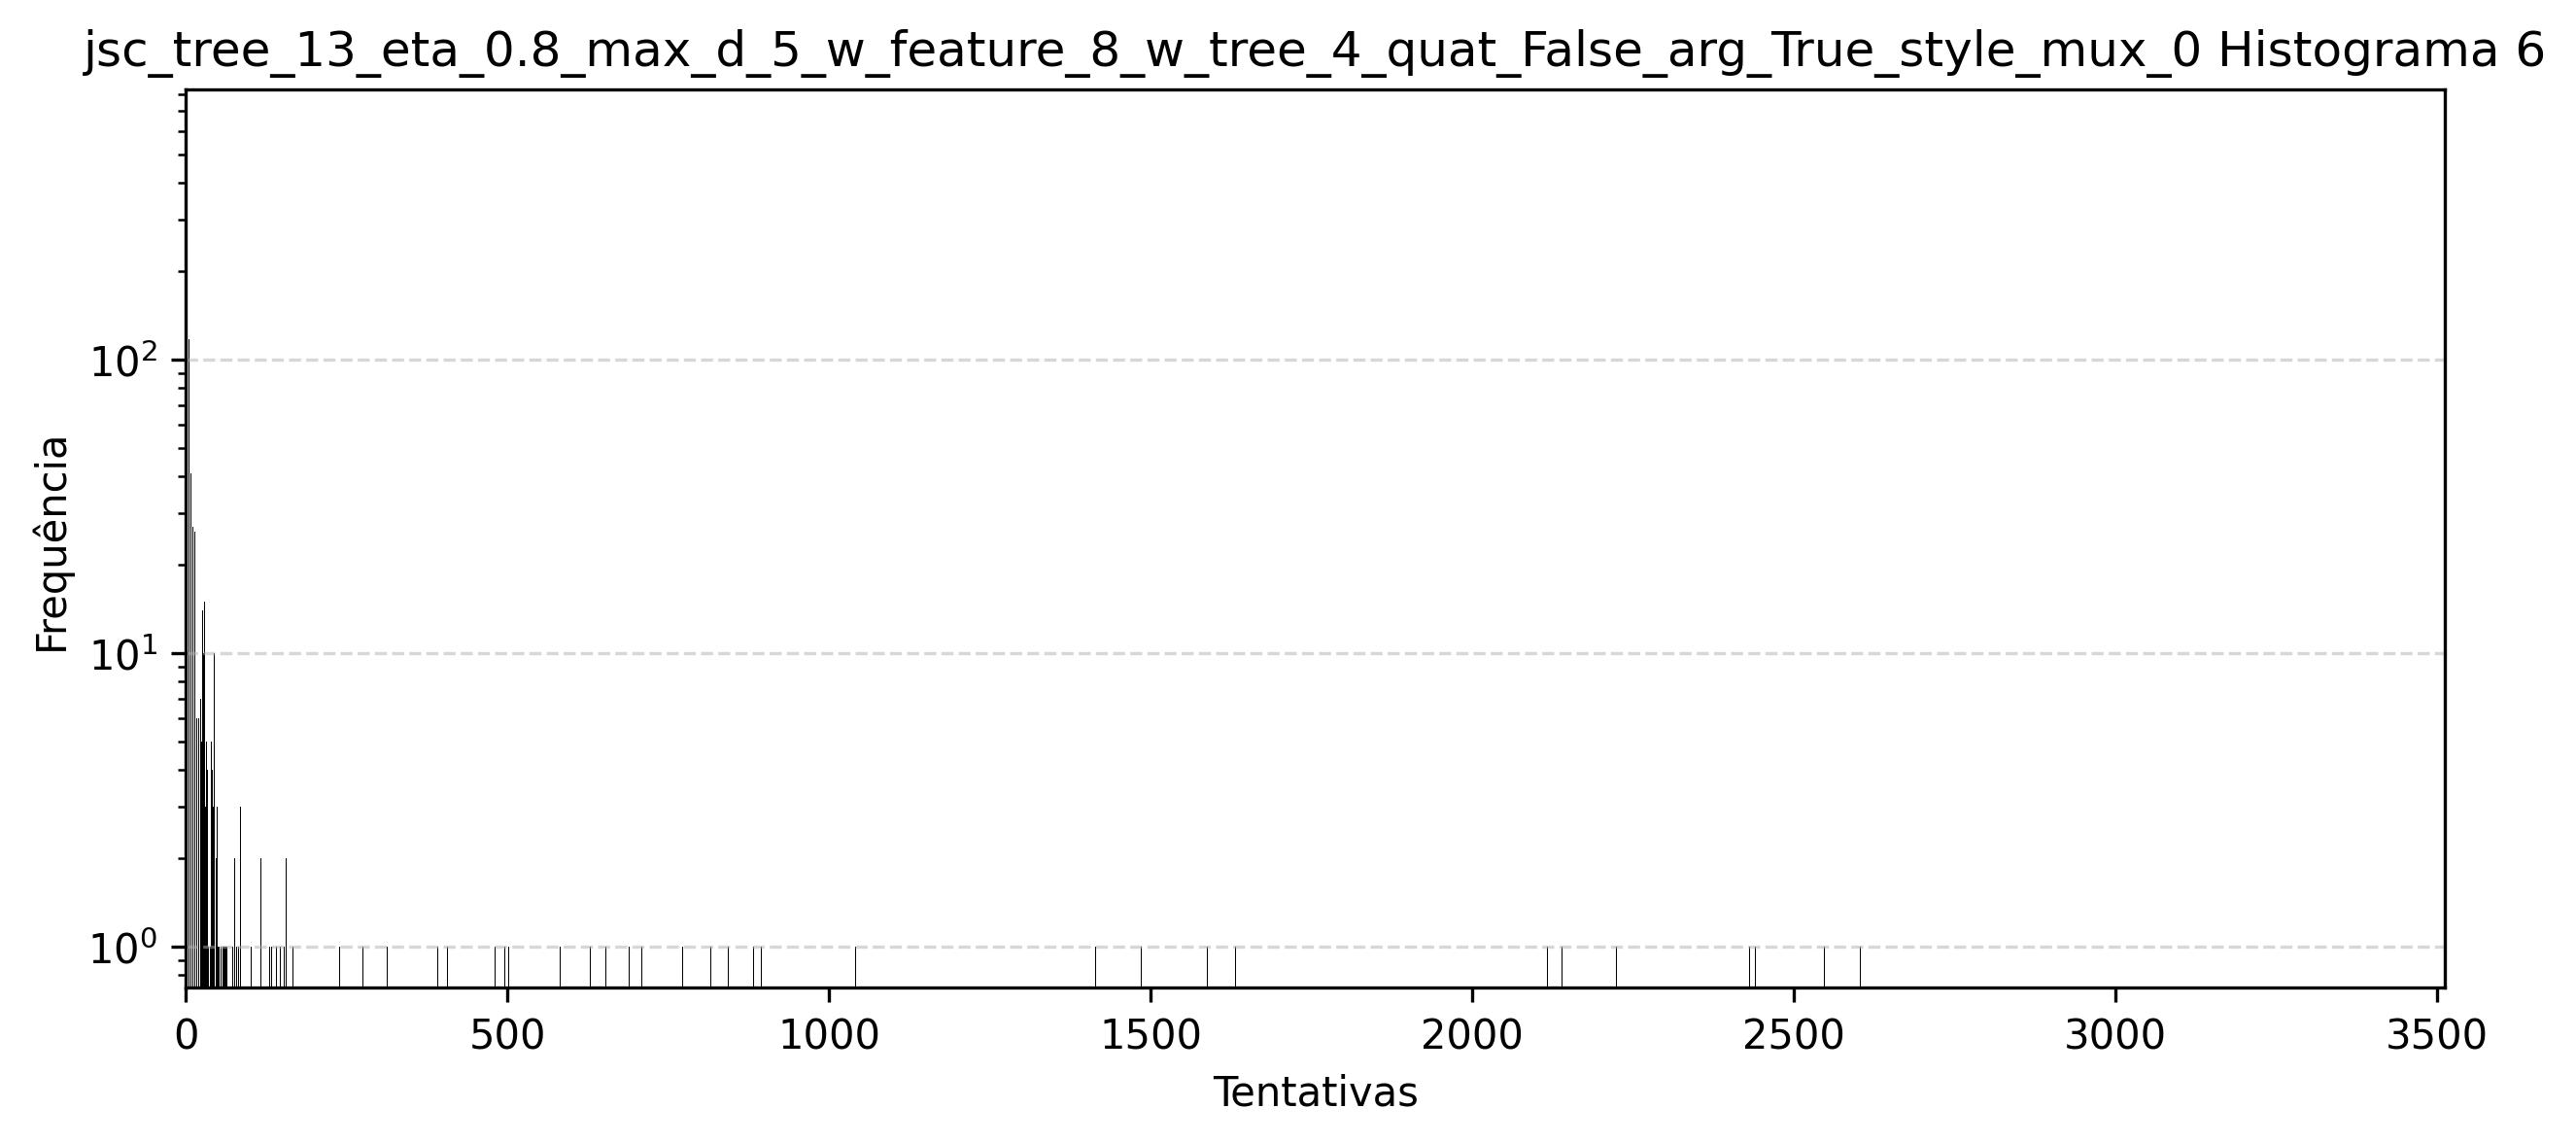 jsc_tree_13_eta_0.8_max_d_5_w_feature_8_w_tree_4_quat_False_arg_True_style_mux_0 Histograma 6
Frequência
10²
10¹
10⁰
0 500 1000 1500 2000 2500 3000 3500
Tentativas